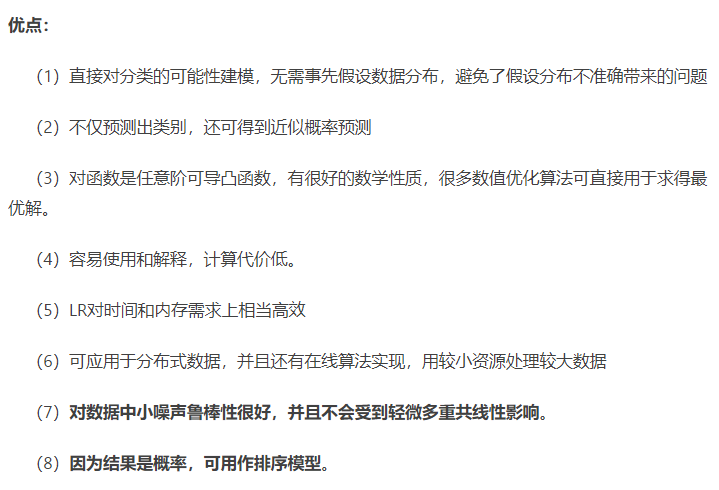 优点：
（1）直接对分类的可能性建模，无需事先假设数据分布，避免了假设分布不准确带来的问题
（2）不仅预测出类别，还可得到近似概率预测
（3）对函数是任意阶可导凸函数，有很好的数学性质，很多数值优化算法可直接用于求得最
优解。
（4）容易使用和解释，计算代价低。
（5）LR对时间和内存需求上相当高效
（6）可应用于分布式数据，并且还有在线算法实现，用较小资源处理较大数据
（7）对数据中小噪声鲁棒性很好，并且不会受到轻微多重共线性影响。
（8）因为结果是概率，可用作排序模型。